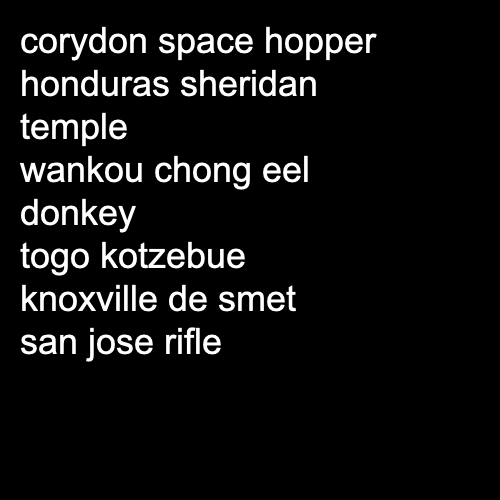 corydon space hopper
honduras sheridan
temple
wankou chong eel
donkey
togo kotzebue
knoxville de smet
san jose rifle